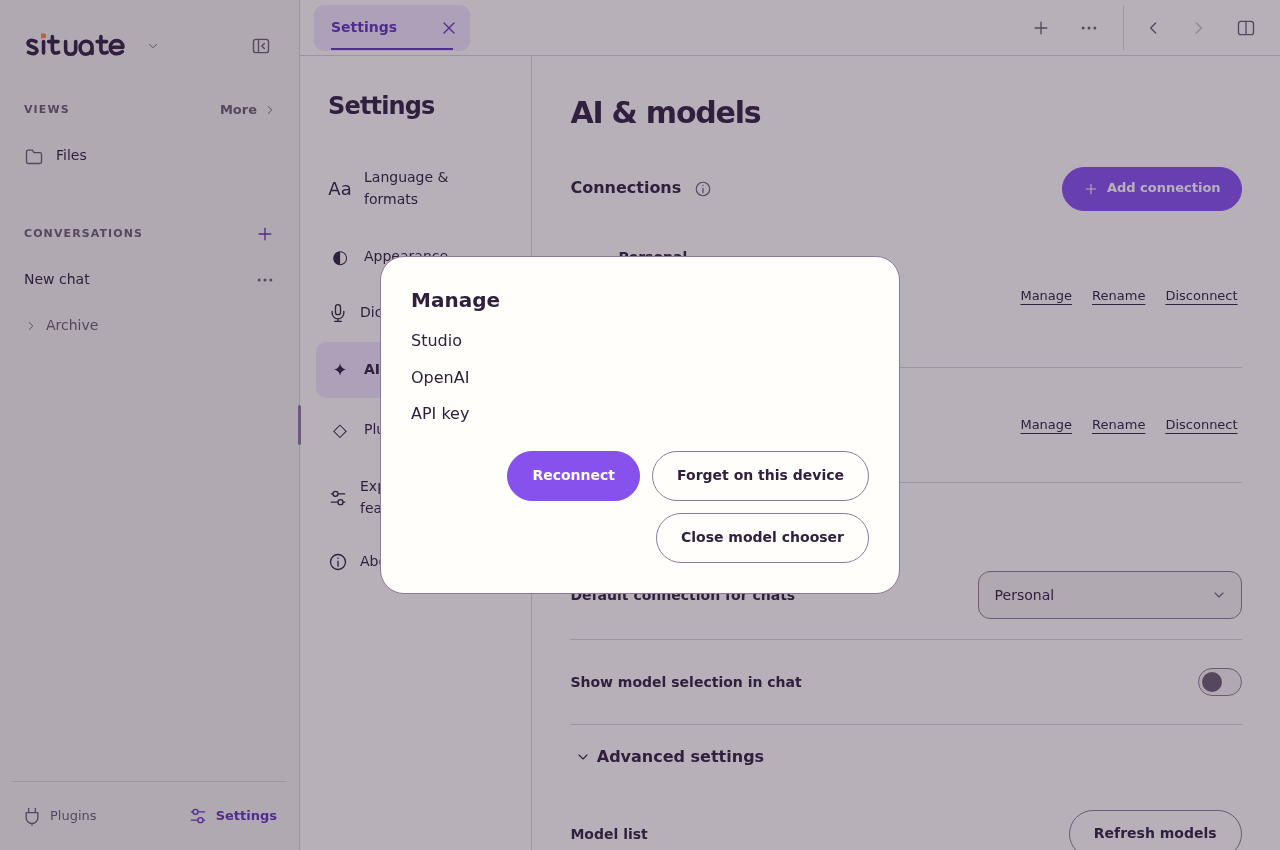 situate
VIEWS
More
Files
CONVERSATIONS
New chat
Archive
Plugins
Settings
Settings
Settings
Aa
Language &
formats
Appearance
AI & models
Connections
Add connection
Personal
Manage Rename Disconnect
Manage Rename Disconnect
Manage
Studio
OpenAI
API key
Reconnect
Forget on this device
Close model chooser
Default connection for chats
Personal
Show model selection in chat
Advanced settings
Model list
Refresh models